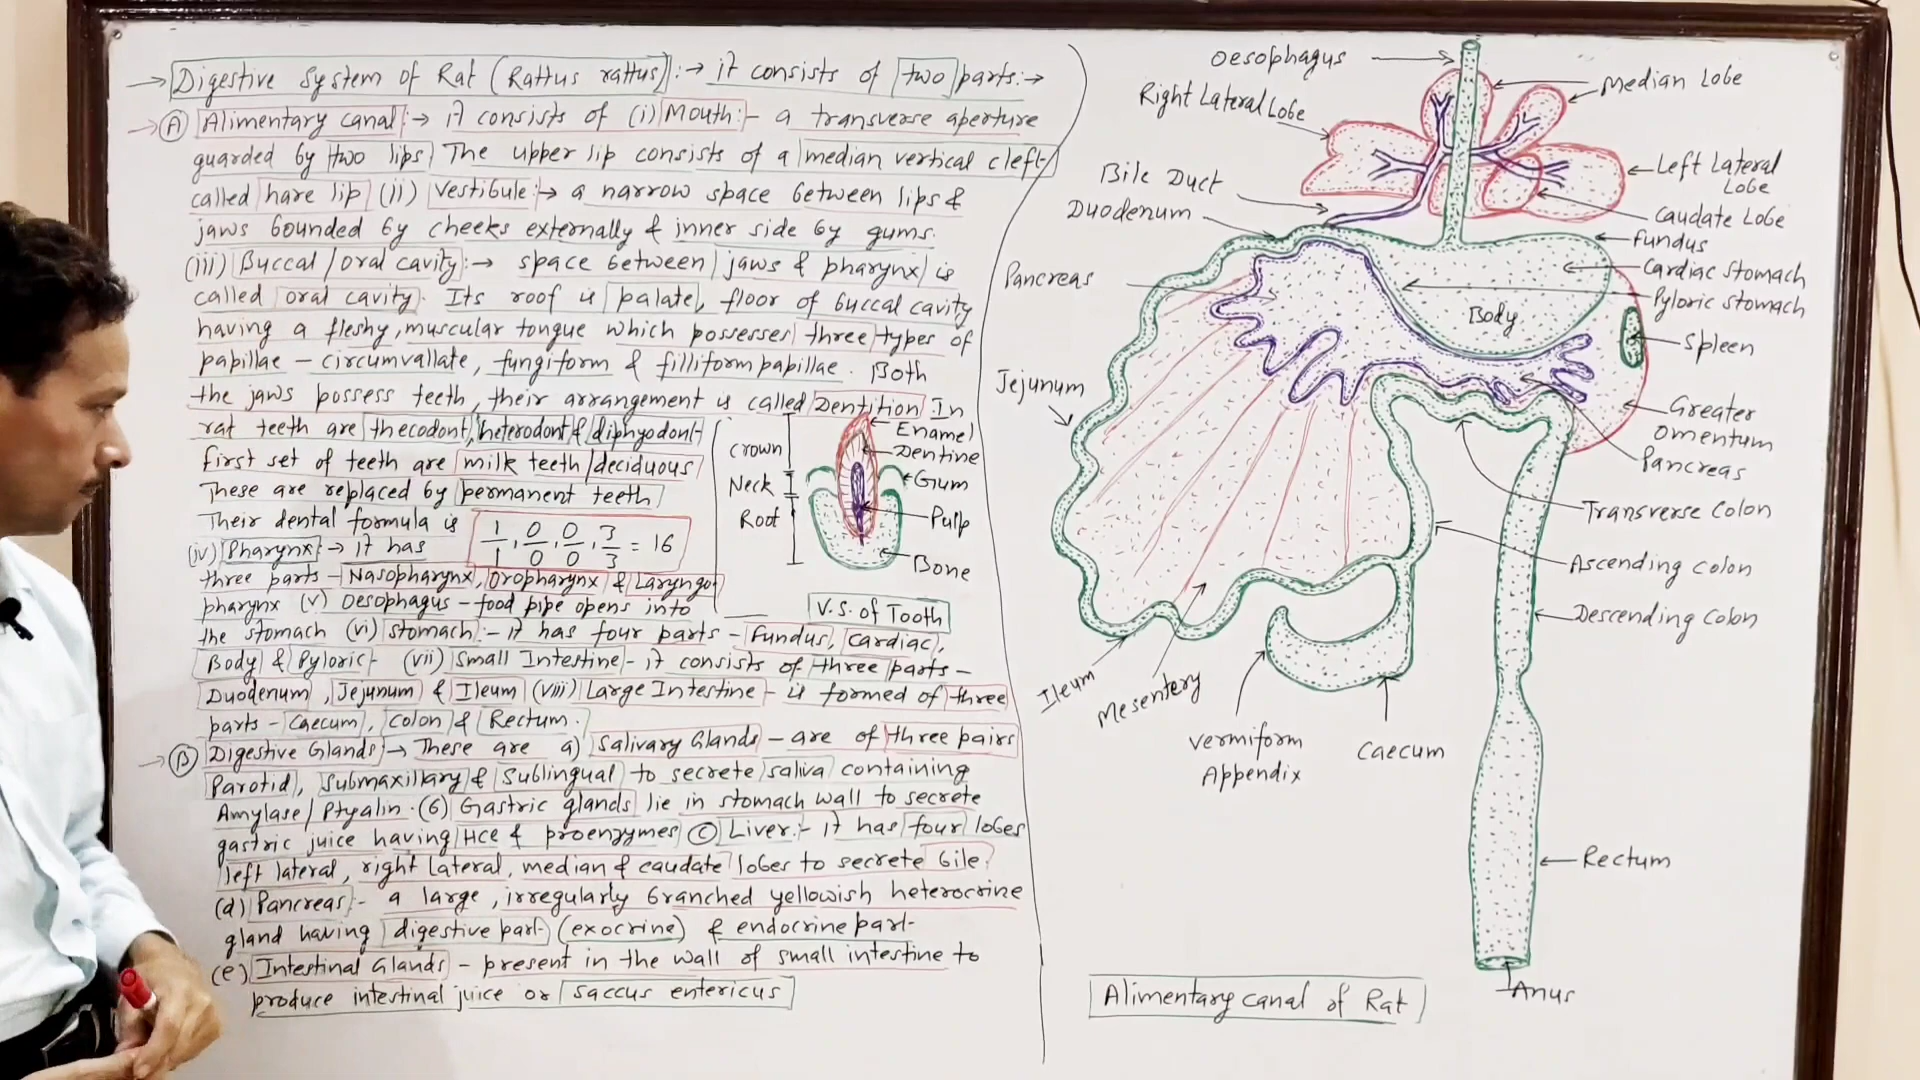 → Digestive System of Rat (Rattus rattus) :→ it consists of two parts :→
→ (A) Alimentary canal :→ it consists of (i) Mouth :- a transverse aperture
guarded by two lips The upper lip consists of a median vertical cleft
called hare lip (ii) Vestibule :→ a narrow space between lips &
jaws bounded by cheeks externally & inner side by gums.
(iii) Buccal/oral cavity :→ space between jaws & pharynx is
called oral cavity. Its roof is palate, floor of buccal cavity
having a fleshy, muscular tongue which possesses three types of
papillae – circumvallate, fungiform & filliform papillae. Both
the jaws possess teeth, their arrangement is called Dentition In
rat teeth are thecodont, heterodont & diphyodont
first set of teeth are milk teeth/deciduous
These are replaced by permanent teeth
Their dental formula is 1/1, 0/0, 0/0, 3/3 = 16
(iv) Pharynx :→ it has
three parts – Nasopharynx, Oropharynx & Laryngo
pharynx (v) Oesophagus – food pipe opens into
the stomach (vi) stomach :- it has four parts – Fundus, cardiac,
Body & Pyloric- (vii) Small Intestine – it consists of three parts –
Duodenum, Jejunum & Ileum (viii) Large Intestine – is formed of three
parts – Caecum, Colon & Rectum.
→ (B) Digestive Glands → These are a) Salivary Glands – are of three pairs
Parotid, Submaxillary & Sublingual to secrete saliva containing
Amylase/Ptyalin. (b) Gastric glands lie in stomach wall to secrete
gastric juice having HCl & proenzymes (c) Liver :- it has four lobes
left lateral, right lateral, median & caudate lobes to secrete bile.
(d) Pancreas :- a large, irregularly branched yellowish heterocrine
gland having digestive part (exocrine) & endocrine part-
(e) Intestinal Glands – present in the wall of small intestine to
produce intestinal juice or saccus entericus
Crown
Neck
Root
Enamel
Dentine
Gum
Pulp
Bone
V.S. of Tooth
Oesophagus
Right Lateral Lobe
Bile Duct
Duodenum
Pancreas
Jejunum
Ileum
Mesentery
Vermiform
Appendix
Caecum
Median Lobe
Left Lateral
Lobe
Caudate Lobe
Fundus
Cardiac stomach
Pyloric stomach
Body
Spleen
Greater
Omentum
Pancreas
Transverse Colon
Ascending Colon
Descending Colon
Rectum
Anus
Alimentary canal of Rat